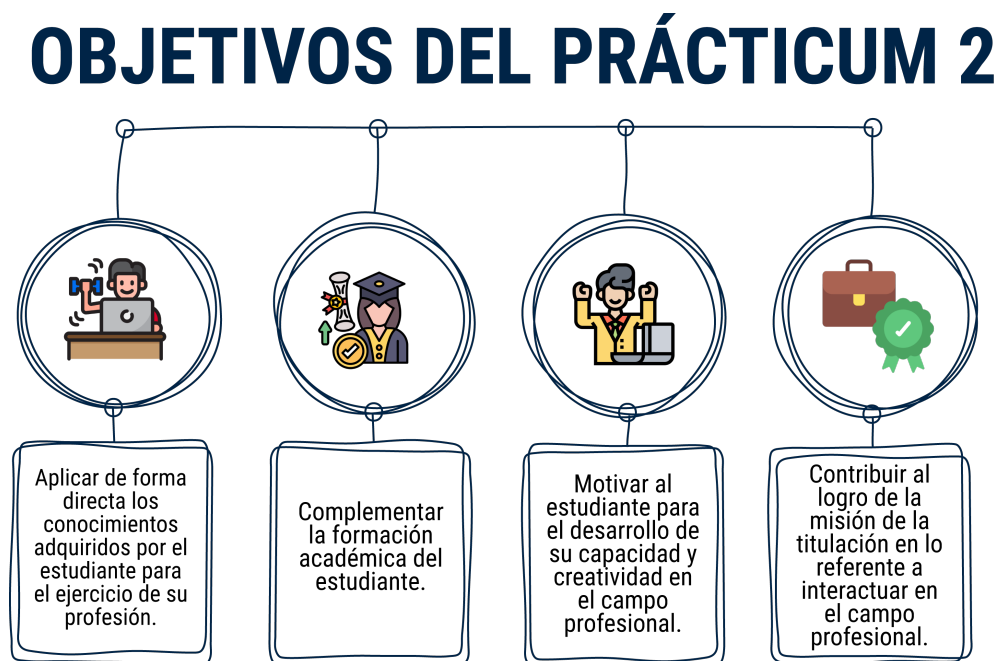 OBJETIVOS DEL PRÁCTICUM 2
Aplicar de forma
directa los
conocimientos
adquiridos por el
estudiante para
el ejercicio de su
profesión.
Complementar
la formación
académica del
estudiante.
Motivar al
estudiante para
el desarrollo de
su capacidad y
creatividad en
el campo
profesional.
Contribuir al
logro de la
misión de la
titulación en lo
referente a
interactuar en
el campo
profesional.